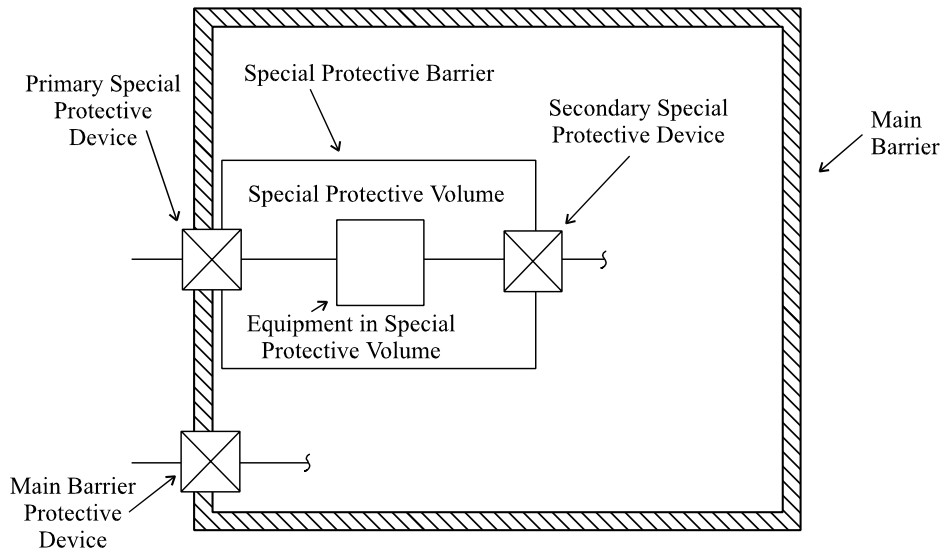 Special Protective Barrier
Primary Special
Protective
Device
Secondary Special
Protective Device
Main
Barrier
Special Protective Volume
Equipment in Special
Protective Volume
Main Barrier
Protective
Device